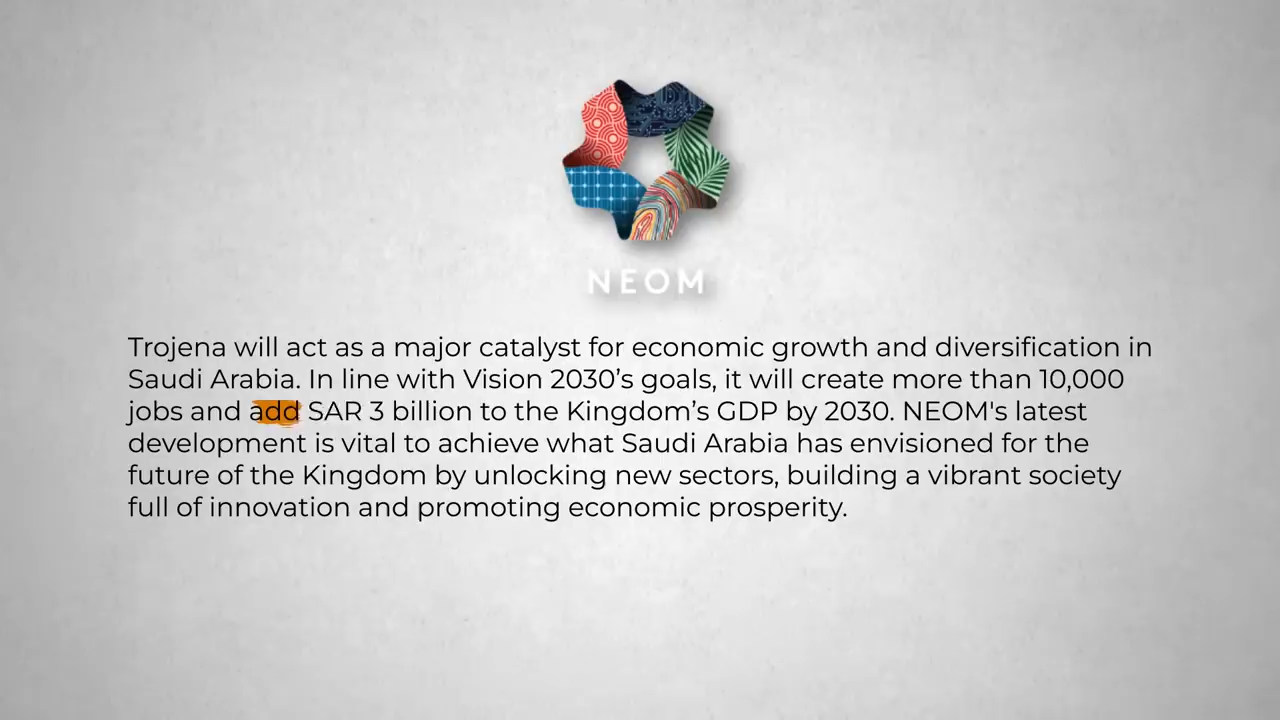 NEOM
Trojena will act as a major catalyst for economic growth and diversification in
Saudi Arabia. In line with Vision 2030’s goals, it will create more than 10,000
jobs and add SAR 3 billion to the Kingdom’s GDP by 2030. NEOM's latest
development is vital to achieve what Saudi Arabia has envisioned for the
future of the Kingdom by unlocking new sectors, building a vibrant society
full of innovation and promoting economic prosperity.